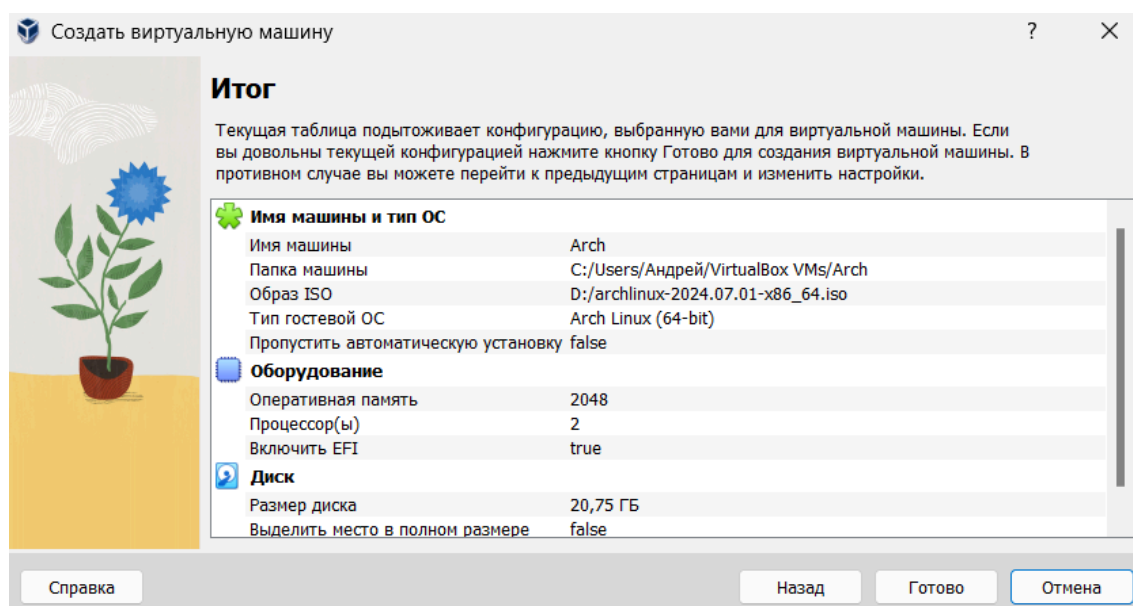 Создать виртуальную машину
?
Итог
Текущая таблица подытоживает конфигурацию, выбранную вами для виртуальной машины. Если
вы довольны текущей конфигурацией нажмите кнопку Готово для создания виртуальной машины. В
противном случае вы можете перейти к предыдущим страницам и изменить настройки.
Имя машины и тип ОС
Имя машины Arch
Папка машины C:/Users/Андрей/VirtualBox VMs/Arch
Образ ISO D:/archlinux-2024.07.01-x86_64.iso
Тип гостевой ОС Arch Linux (64-bit)
Пропустить автоматическую установку false
Оборудование
Оперативная память 2048
Процессор(ы) 2
Включить EFI true
Диск
Размер диска 20,75 ГБ
Выделить место в полном размере false
Справка Назад Готово Отмена